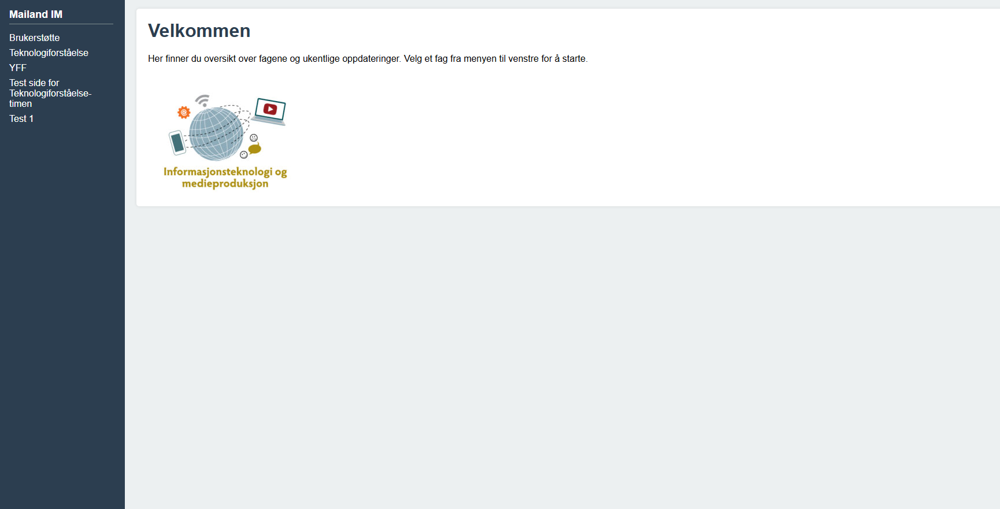 Mailand IM
Brukerstøtte
Teknologiforståelse
YFF
Test side for
Teknologiforståelse-
timen
Test 1
Velkommen
Her finner du oversikt over fagene og ukentlige oppdateringer. Velg et fag fra menyen til venstre for å starte.
Informasjonsteknologi og
medieproduksjon